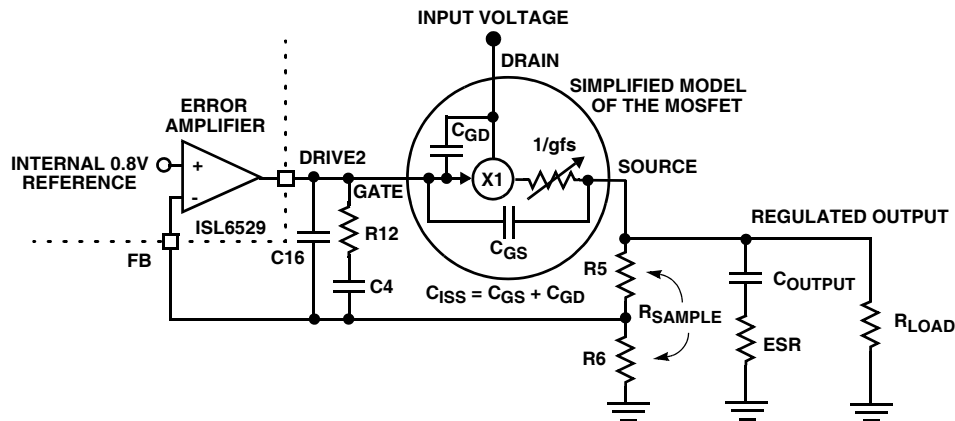 INPUT VOLTAGE
DRAIN
SIMPLIFIED MODEL
OF THE MOSFET
ERROR
AMPLIFIER
CGD
1/gfs
INTERNAL 0.8V
REFERENCE
+
-
DRIVE2
GATE
X1
SOURCE
ISL6529
FB
C16
R12
C4
CGS
CISS = CGS + CGD
REGULATED OUTPUT
R5
RSAMPLE
R6
COUTPUT
ESR
RLOAD